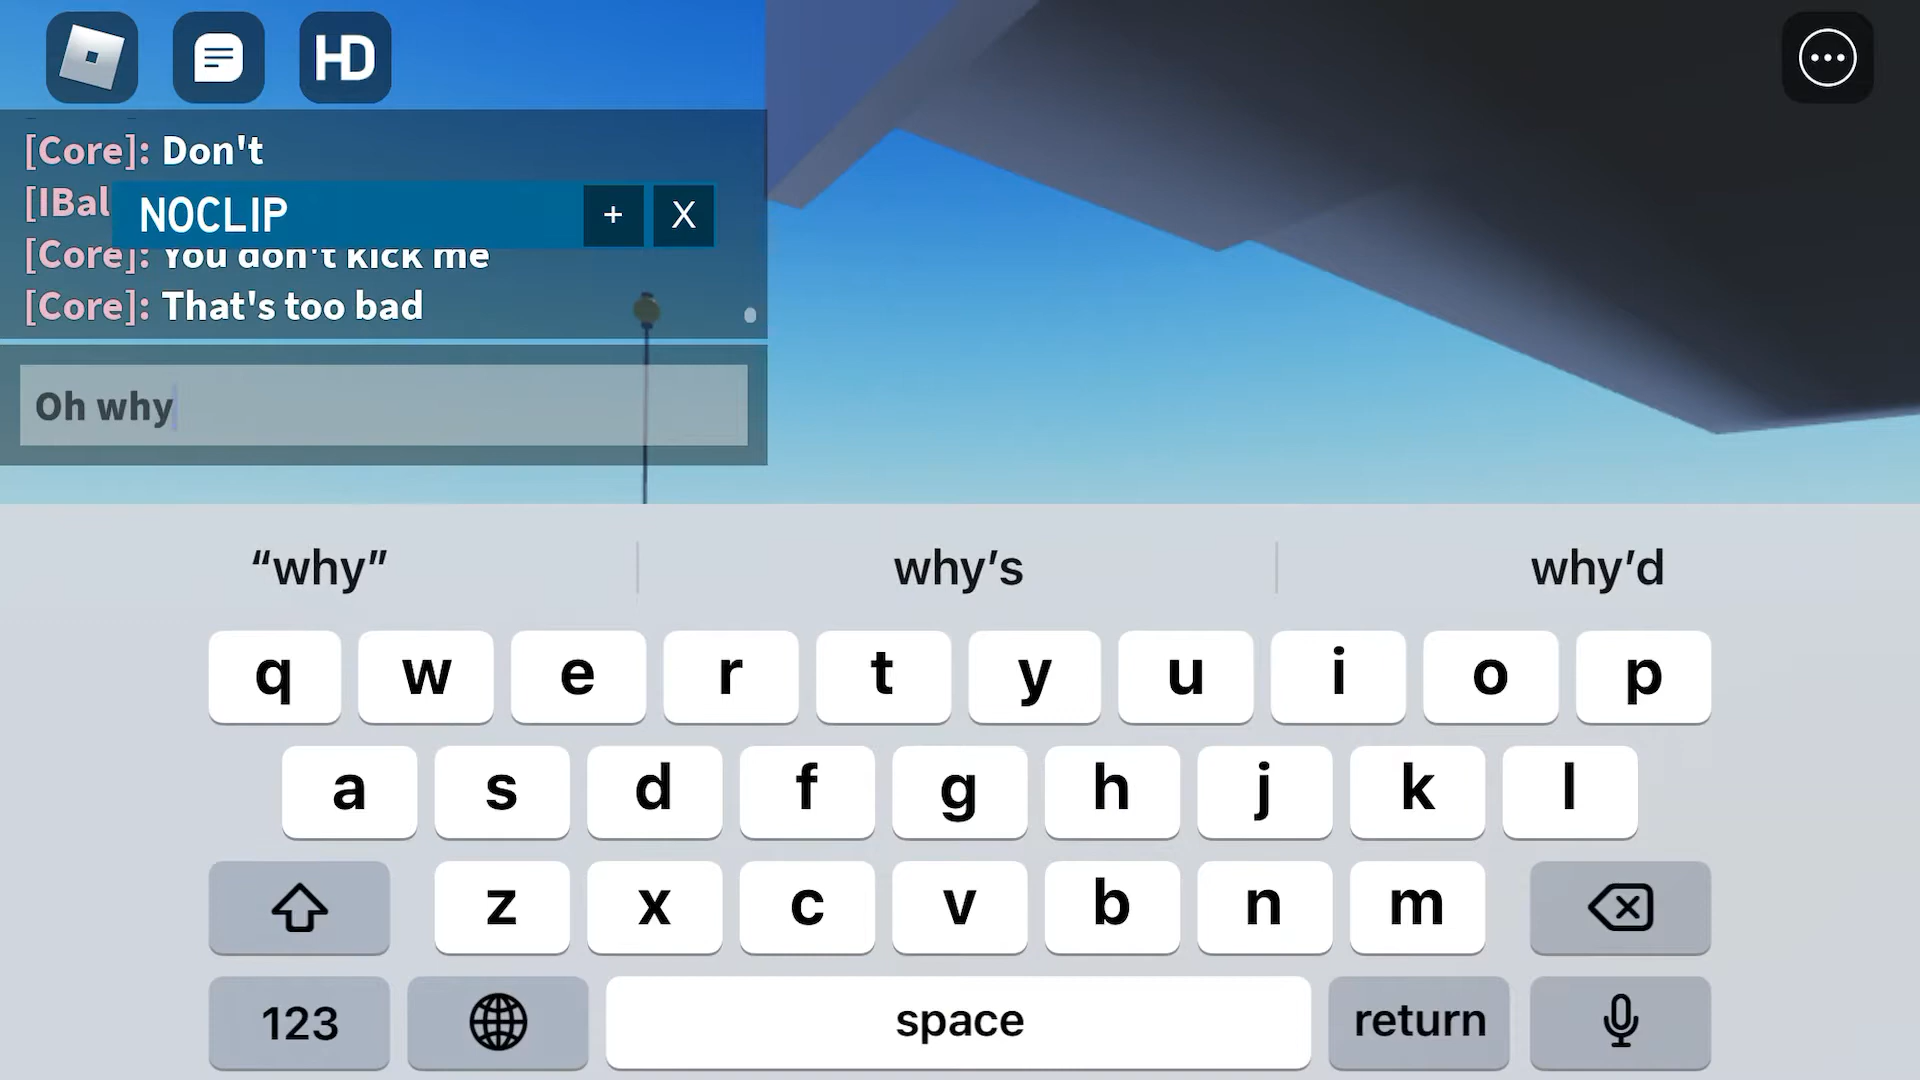 HD
[Core]: Don't
[IBal
NOCLIP + X
[Core]: You don't kick me
[Core]: That's too bad
Oh why
“why” why’s why’d
q w e r t y u i o p
a s d f g h j k l
z x c v b n m
123 space return